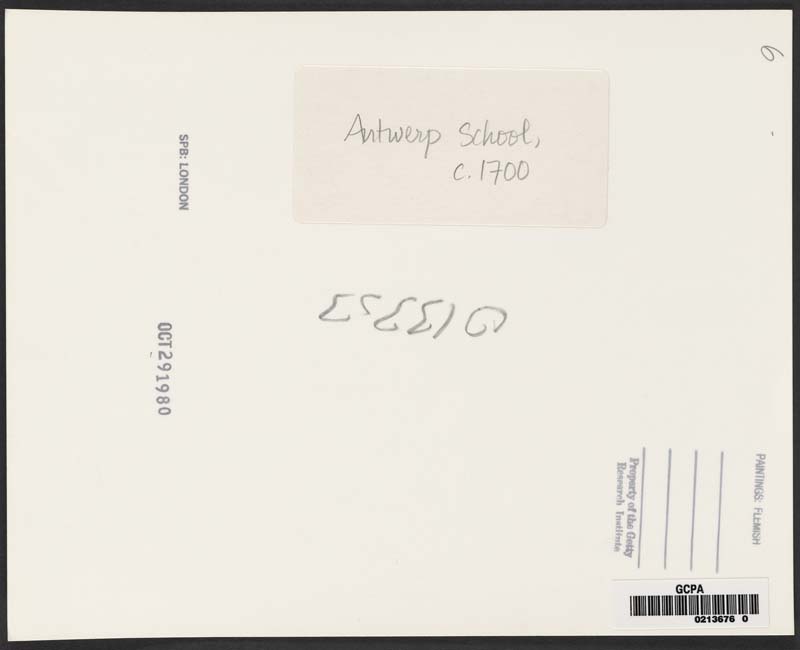 6
Antwerp School,
c. 1700
SPB: LONDON
OCT 29 1980
PAINTINGS: FLEMISH
Property of the Getty
Research Institute
GCPA
0213676 0